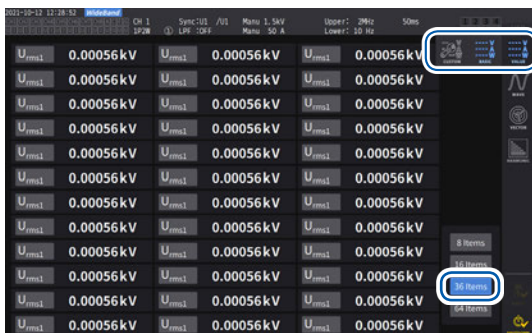 2021-10-12 12:28:52 WideBand
CH 1 Sync:U1 /U1 Manu 1.5kV Upper: 2MHz 50ms
1P2W ① LPF :OFF Manu 50 A Lower: 10 Hz
Urms1 0.00056kV Urms1 0.00056kV Urms1 0.00056kV
CUSTOM BASIC VALUE
Urms1 0.00056kV Urms1 0.00056kV Urms1 0.00056kV
WAVE
Urms1 0.00056kV Urms1 0.00056kV Urms1 0.00056kV
VECTOR
Urms1 0.00056kV Urms1 0.00056kV Urms1 0.00056kV
Urms1 0.00056kV Urms1 0.00056kV Urms1 0.00056kV
Urms1 0.00056kV Urms1 0.00056kV Urms1 0.00056kV
Urms1 0.00056kV Urms1 0.00056kV Urms1 0.00056kV
Urms1 0.00056kV Urms1 0.00056kV Urms1 0.00056kV
8 Items
Urms1 0.00056kV Urms1 0.00056kV Urms1 0.00056kV
16 Items
Urms1 0.00056kV Urms1 0.00056kV Urms1 0.00056kV
36 Items
Urms1 0.00056kV Urms1 0.00056kV Urms1 0.00056kV
64 Items
Urms1 0.00056kV Urms1 0.00056kV Urms1 0.00056kV